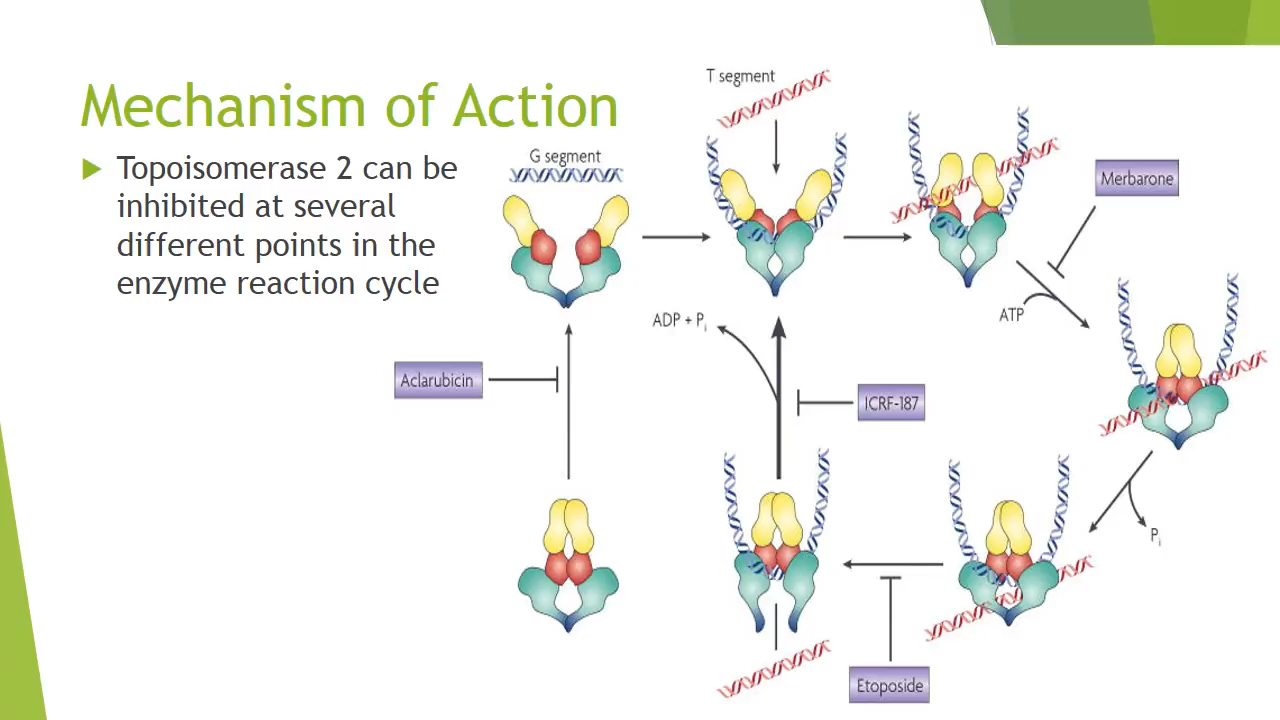 Mechanism of Action
Topoisomerase 2 can be
inhibited at several
different points in the
enzyme reaction cycle
T segment
G segment
Merbarone
ATP
ADP + Pi
Aclarubicin
ICRF-187
Pi
Etoposide